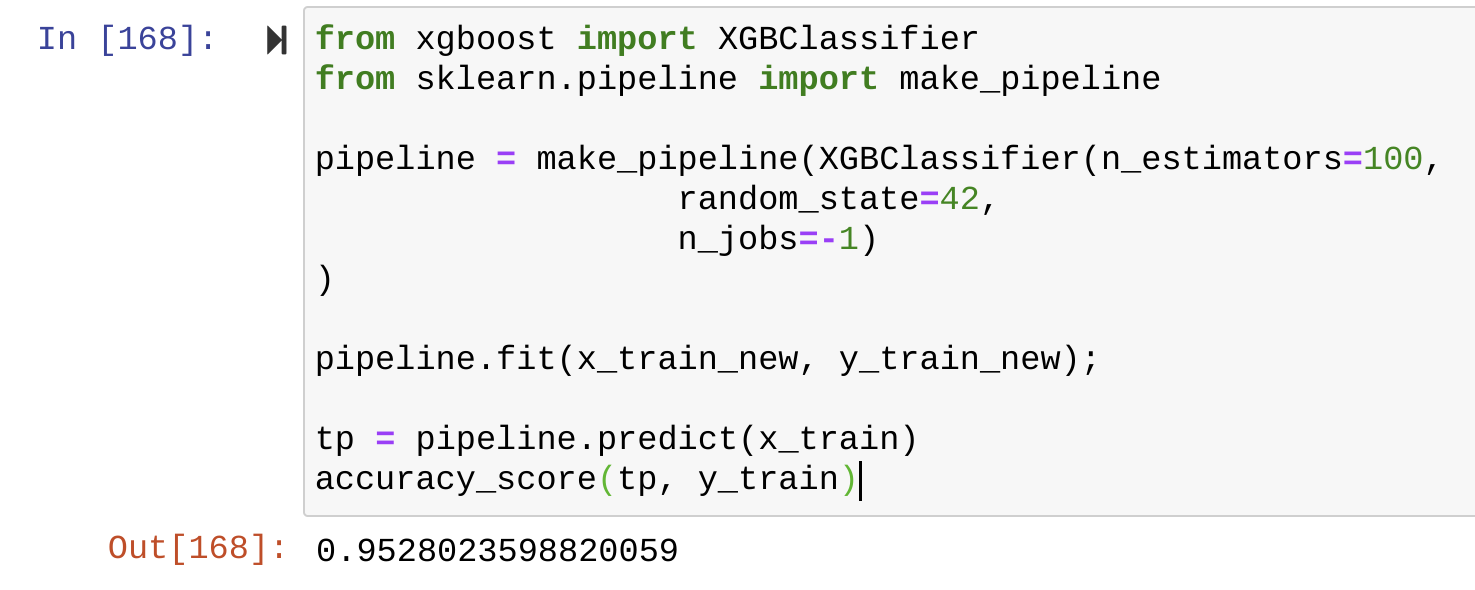 In [168]:
from xgboost import XGBClassifier
from sklearn.pipeline import make_pipeline
pipeline = make_pipeline(XGBClassifier(n_estimators=100,
random_state=42,
n_jobs=-1)
)
pipeline.fit(x_train_new, y_train_new);
tp = pipeline.predict(x_train)
accuracy_score(tp, y_train)
Out[168]: 0.9528023598820059